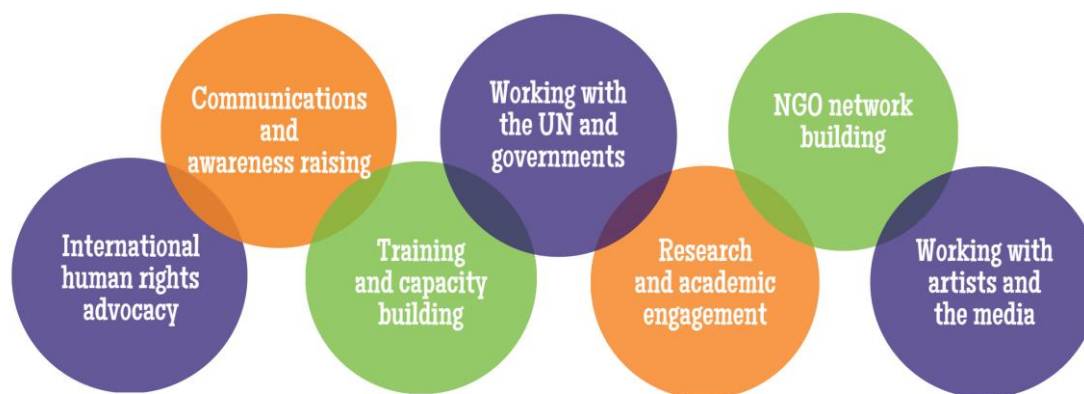 International
human rights
advocacy
Communications
and
awareness raising
Training
and capacity
building
Working with
the UN and
governments
Research
and academic
engagement
NGO network
building
Working with
artists and
the media